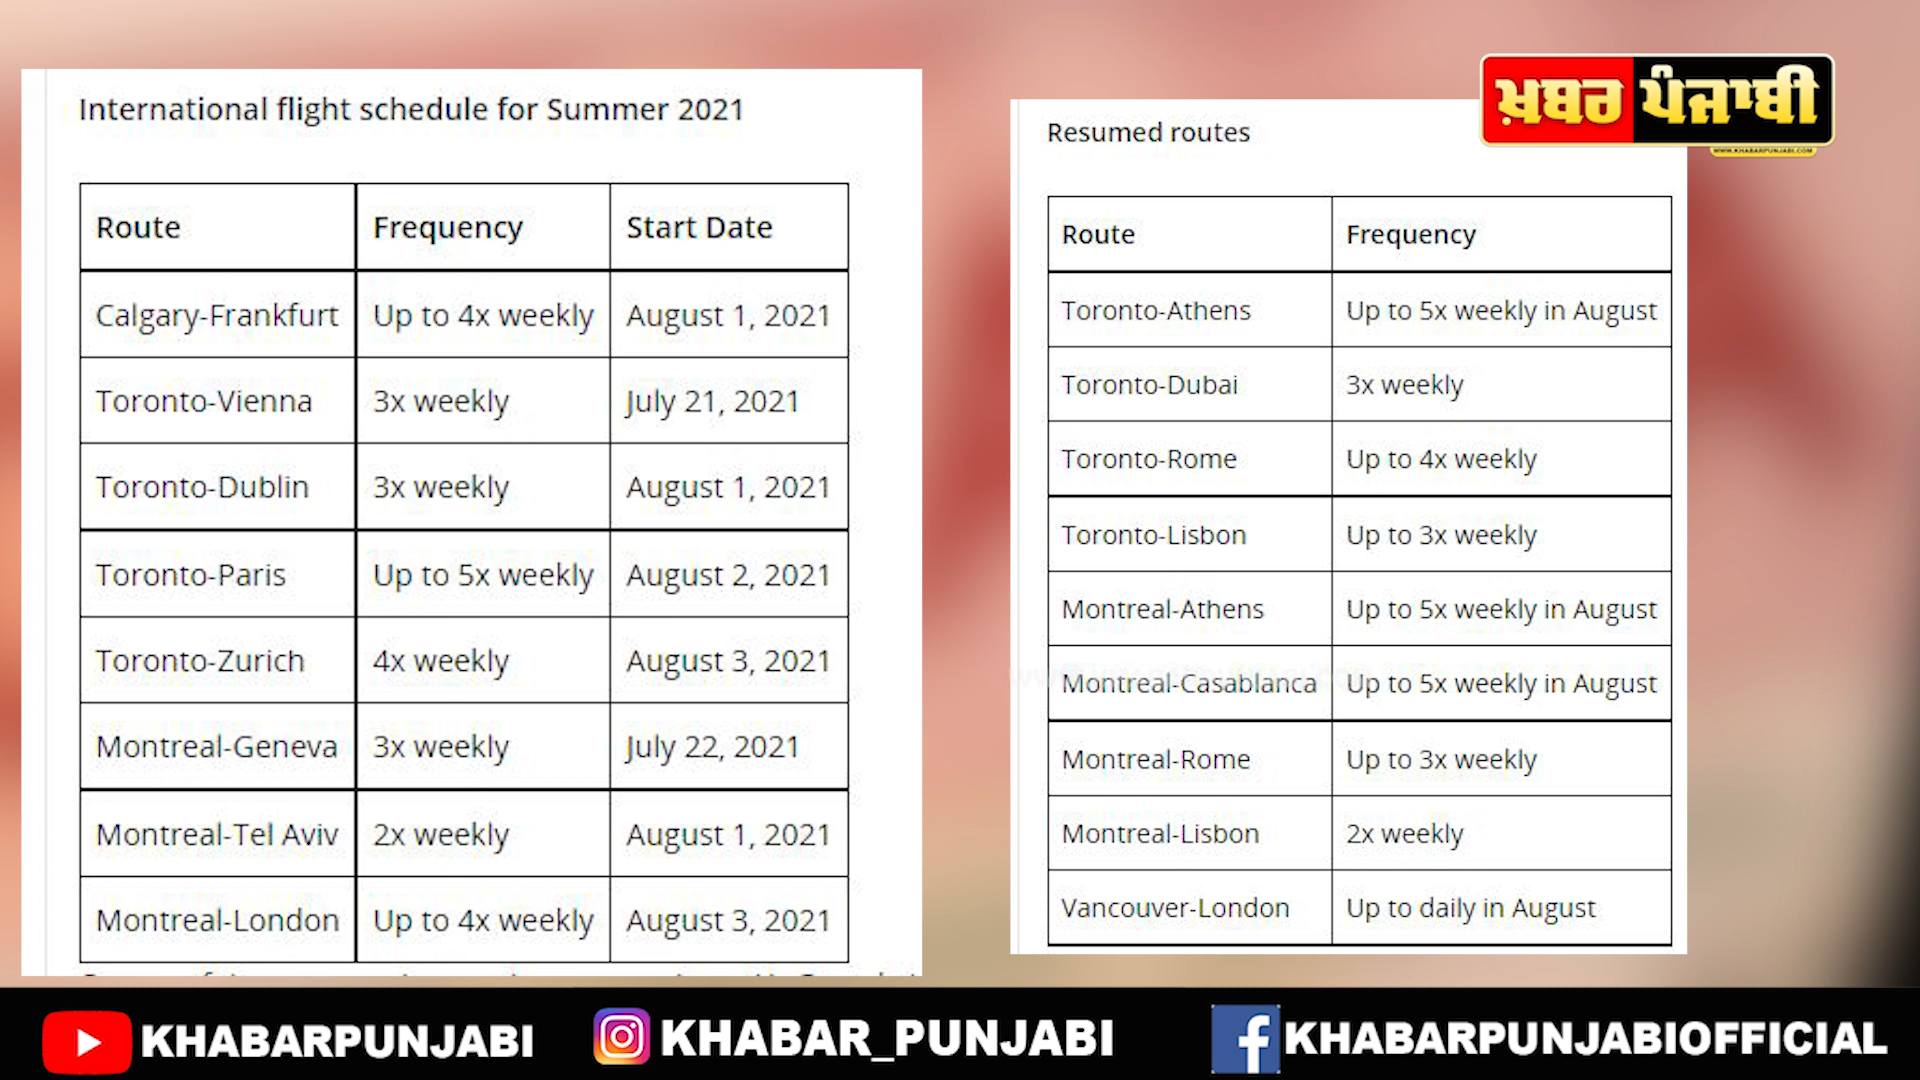 International flight schedule for Summer 2021
Route Frequency Start Date
Calgary-Frankfurt Up to 4x weekly August 1, 2021
Toronto-Vienna 3x weekly July 21, 2021
Toronto-Dublin 3x weekly August 1, 2021
Toronto-Paris Up to 5x weekly August 2, 2021
Toronto-Zurich 4x weekly August 3, 2021
Montreal-Geneva 3x weekly July 22, 2021
Montreal-Tel Aviv 2x weekly August 1, 2021
Montreal-London Up to 4x weekly August 3, 2021
ਖ਼ਬਰ ਪੰਜਾਬੀ
WWW.KHABARPUNJABI.COM
Resumed routes
Route Frequency
Toronto-Athens Up to 5x weekly in August
Toronto-Dubai 3x weekly
Toronto-Rome Up to 4x weekly
Toronto-Lisbon Up to 3x weekly
Montreal-Athens Up to 5x weekly in August
Montreal-Casablanca Up to 5x weekly in August
Montreal-Rome Up to 3x weekly
Montreal-Lisbon 2x weekly
Vancouver-London Up to daily in August
KHABARPUNJABI KHABAR_PUNJABI KHABARPUNJABIOFFICIAL